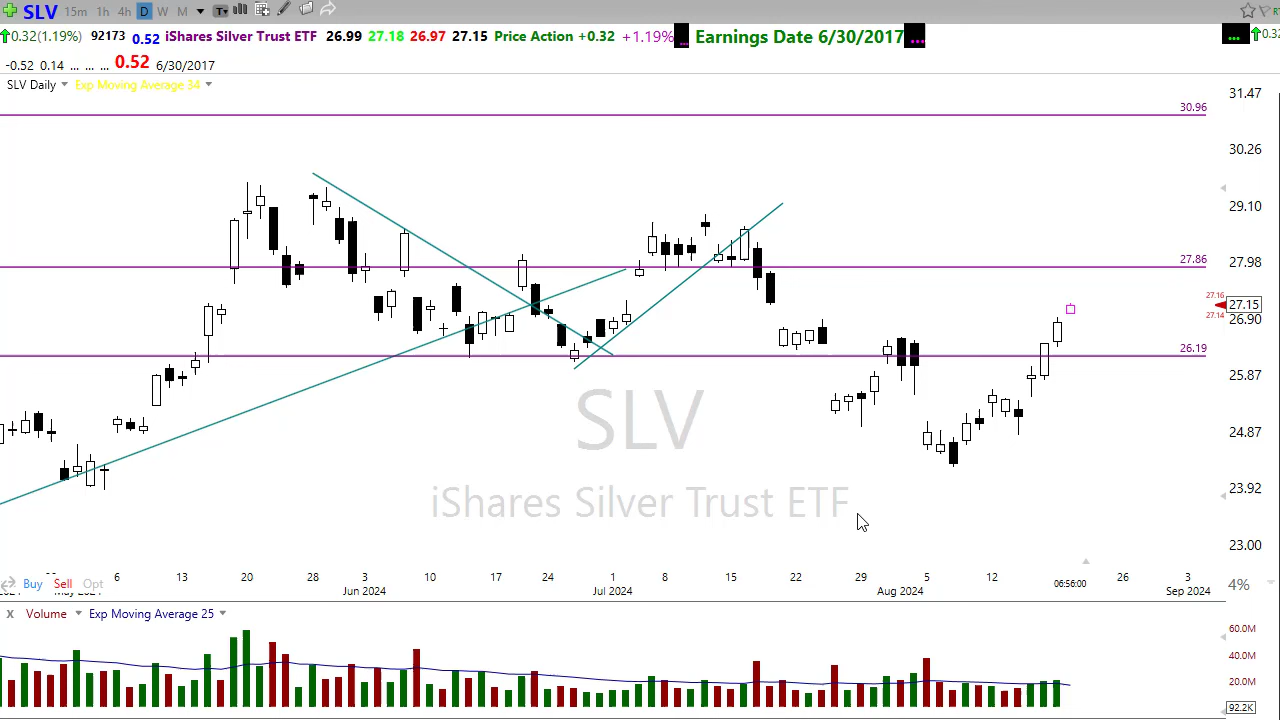 SLV 15m 1h 4h D W M
0.32(1.19%) 92173 0.52 iShares Silver Trust ETF 26.99 27.18 26.97 27.15 Price Action +0.32 +1.19% ... Earnings Date 6/30/2017 ... ... 0.32
-0.52 0.14 ... ... ... 0.52 6/30/2017
SLV Daily Exp Moving Average 34
31.47
30.96
30.26
29.10
27.98
27.86
27.16
27.15
27.14
26.90
26.19
25.87
24.87
23.92
23.00
SLV
iShares Silver Trust ETF
Buy Sell Opt
6 13 20 28 3 10 17 24 1 8 15 22 29 5 12 06:56:00 26 3
Jun 2024 Jul 2024 Aug 2024 Sep 2024
4%
X Volume Exp Moving Average 25
60.0M
40.0M
20.0M
92.2K